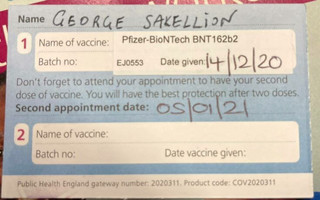 Name GEORGE SAKELLION
1 Name of vaccine: Pfizer-BioNTech BNT162b2
Batch no: EJ0553 Date given: 14/12/20
Don't forget to attend your appointment to have your second
dose of vaccine. You will have the best protection after two doses.
Second appointment date: 05/01/21
2 Name of vaccine:
Batch no: Date vaccine given:
Public Health England gateway number: 2020311. Product code: COV2020311